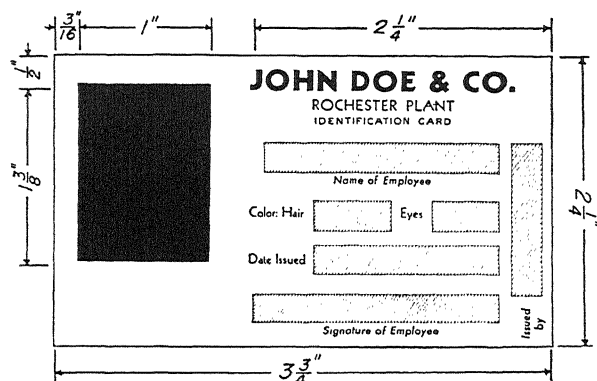 3/16" 1" 2 1/4"
1/2"
JOHN DOE & CO.
ROCHESTER PLANT
IDENTIFICATION CARD
1 3/8"
Name of Employee
2 1/4"
Color: Hair Eyes
Date Issued
Issued by
Signature of Employee
3 3/4"